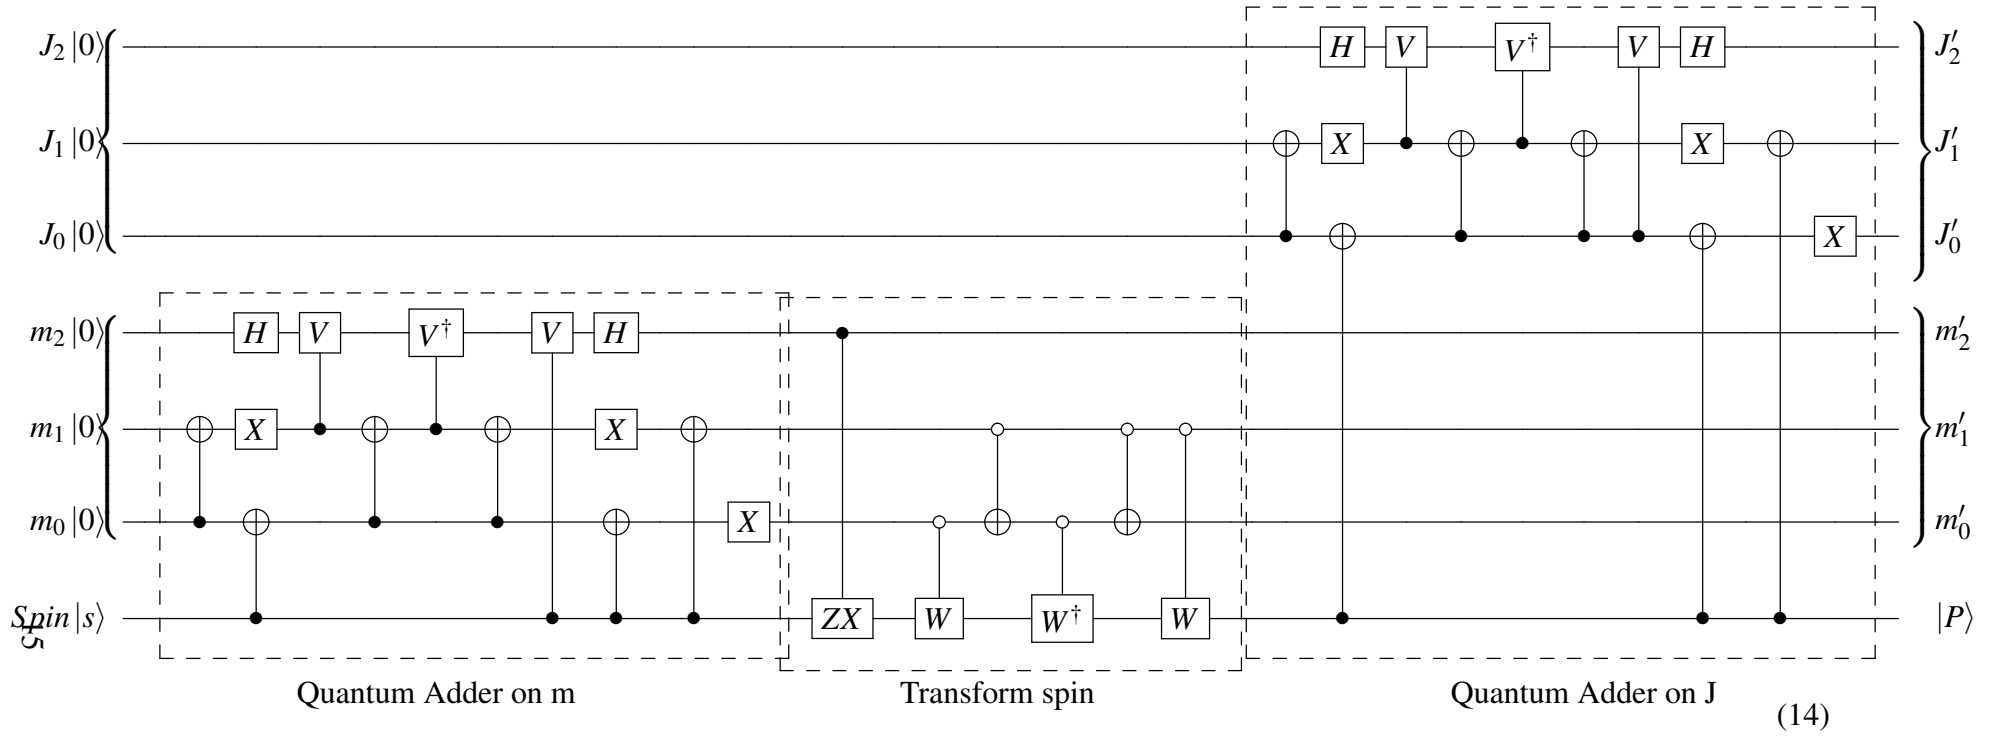 J₂ |0⟩ H V V† V H J′₂
J₁ |0⟩ X X J′₁
J₀ |0⟩ X J′₀
m₂ |0⟩ H V V† V H m′₂
m₁ |0⟩ X X m′₁
m₀ |0⟩ X m′₀
Spin |s⟩ ZX W W† W |P⟩
Quantum Adder on m Transform spin Quantum Adder on J
(14)